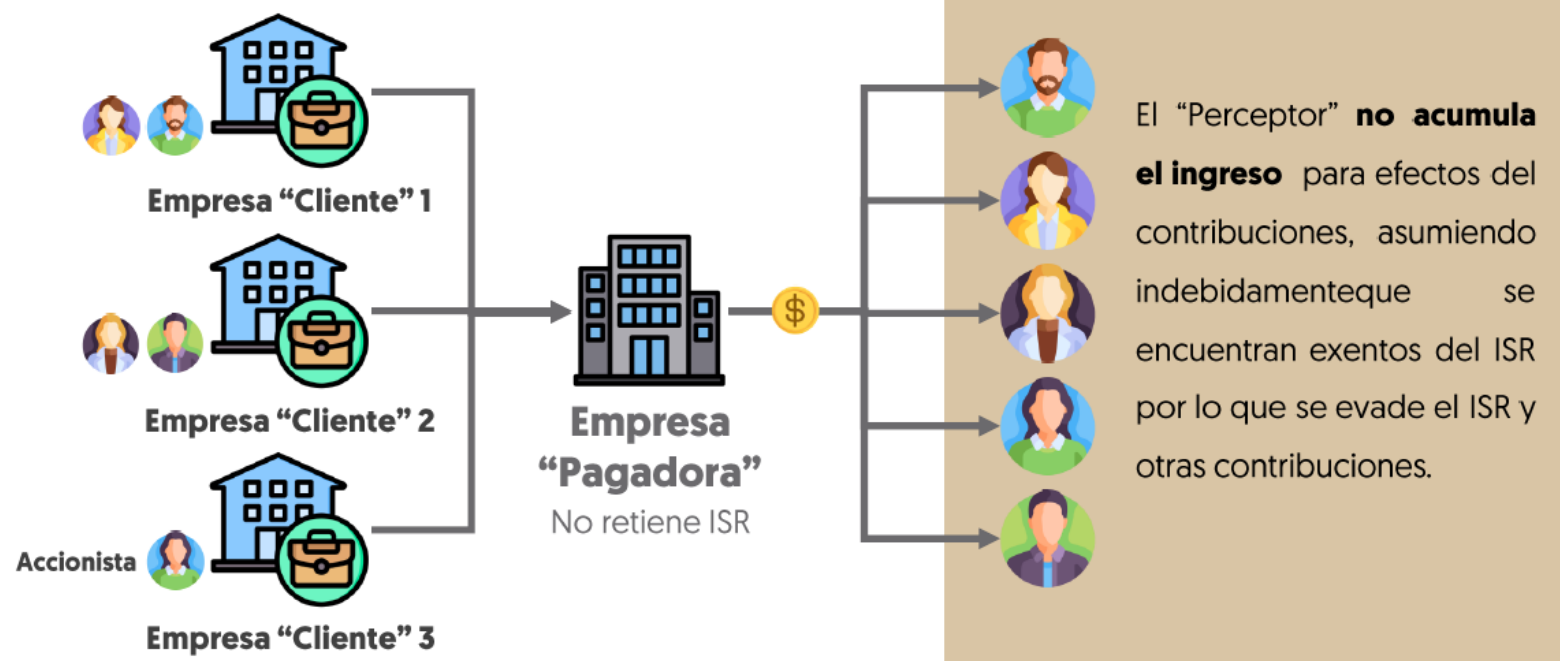 Empresa “Cliente” 1
Empresa “Cliente” 2
Accionista
Empresa “Cliente” 3
Empresa
“Pagadora”
No retiene ISR
$
El “Perceptor” no acumula
el ingreso para efectos del
contribuciones, asumiendo
indebidamenteque se
encuentran exentos del ISR
por lo que se evade el ISR y
otras contribuciones.